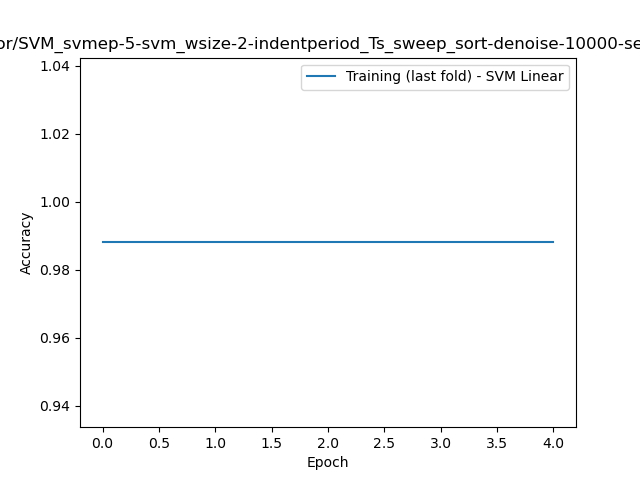 or/SVM_svmep-5-svm_wsize-2-indentperiod_Ts_sweep_sort-denoise-10000-se
Training (last fold) - SVM Linear
1.04
1.02
1.00
0.98
0.96
0.94
Accuracy
0.0 0.5 1.0 1.5 2.0 2.5 3.0 3.5 4.0
Epoch